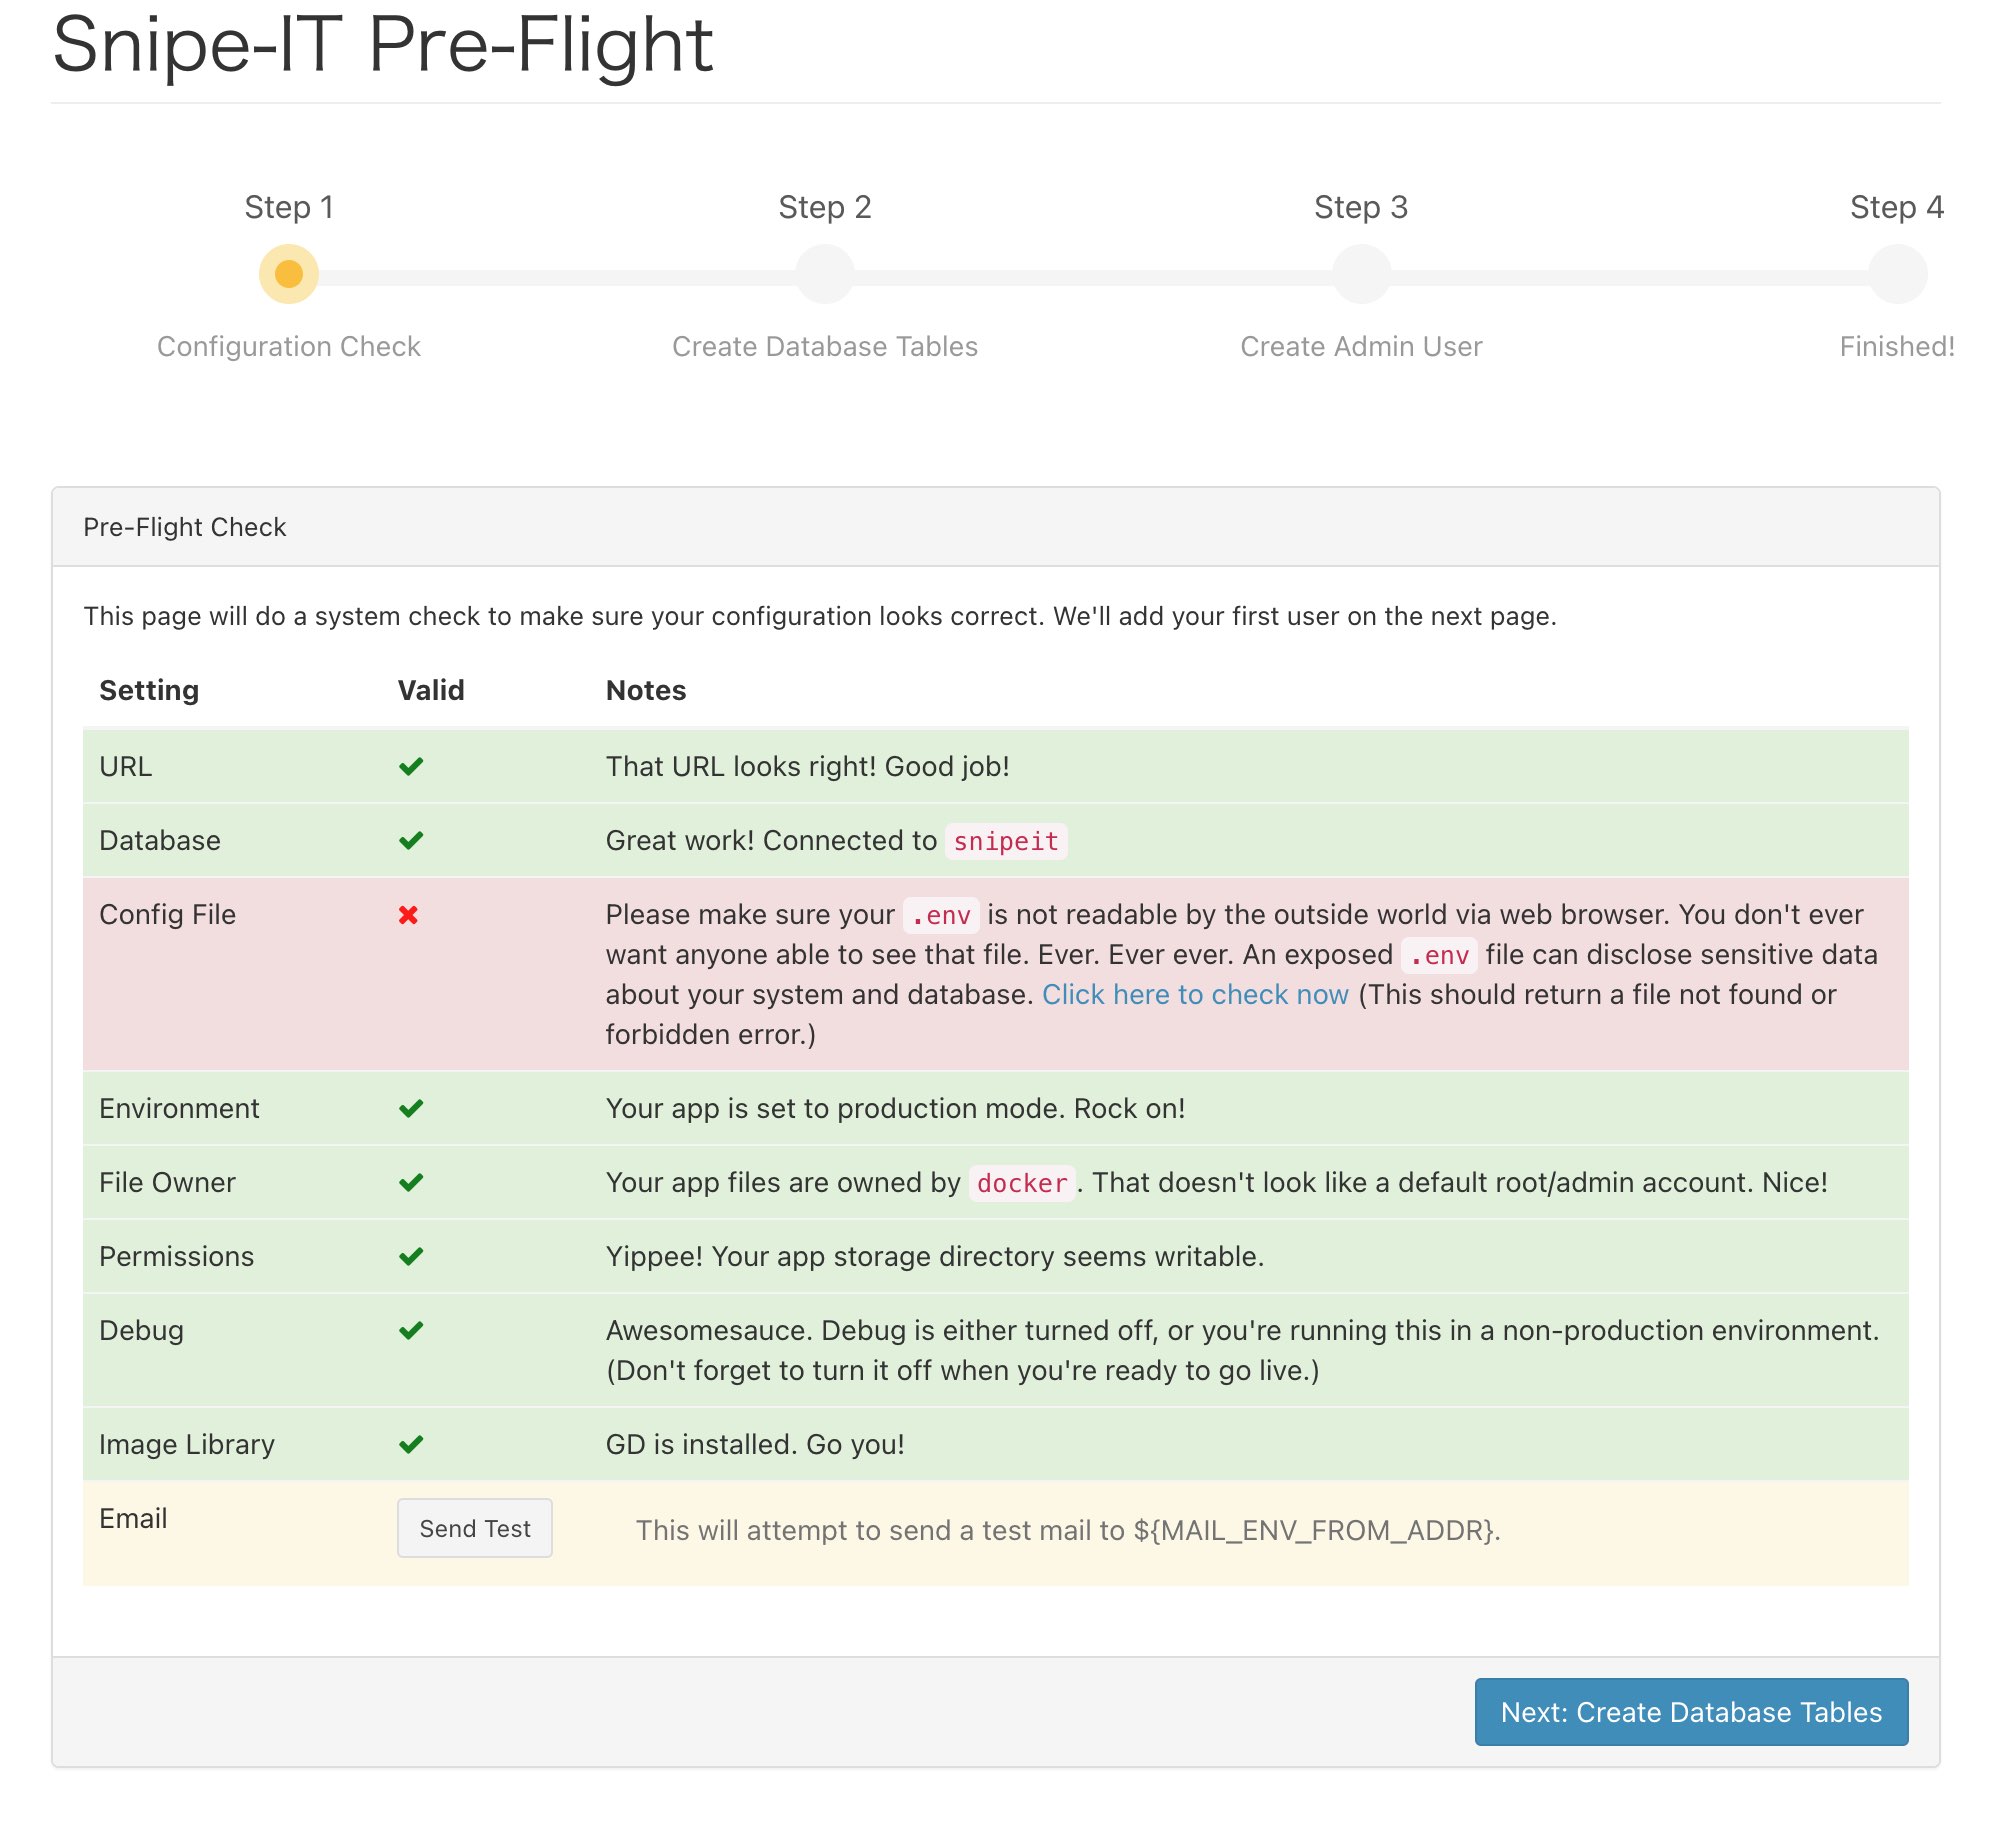 Snipe-IT Pre-Flight
Step 1
Step 2
Step 3
Step 4
Configuration Check
Create Database Tables
Create Admin User
Finished!
Pre-Flight Check
This page will do a system check to make sure your configuration looks correct. We'll add your first user on the next page.
Setting Valid Notes
URL That URL looks right! Good job!
Database Great work! Connected to snipeit
Config File Please make sure your .env is not readable by the outside world via web browser. You don't ever
want anyone able to see that file. Ever. Ever ever. An exposed .env file can disclose sensitive data
about your system and database. Click here to check now (This should return a file not found or
forbidden error.)
Environment Your app is set to production mode. Rock on!
File Owner Your app files are owned by docker. That doesn't look like a default root/admin account. Nice!
Permissions Yippee! Your app storage directory seems writable.
Debug Awesomesauce. Debug is either turned off, or you're running this in a non-production environment.
(Don't forget to turn it off when you're ready to go live.)
Image Library GD is installed. Go you!
Email Send Test This will attempt to send a test mail to ${MAIL_ENV_FROM_ADDR}.
Next: Create Database Tables